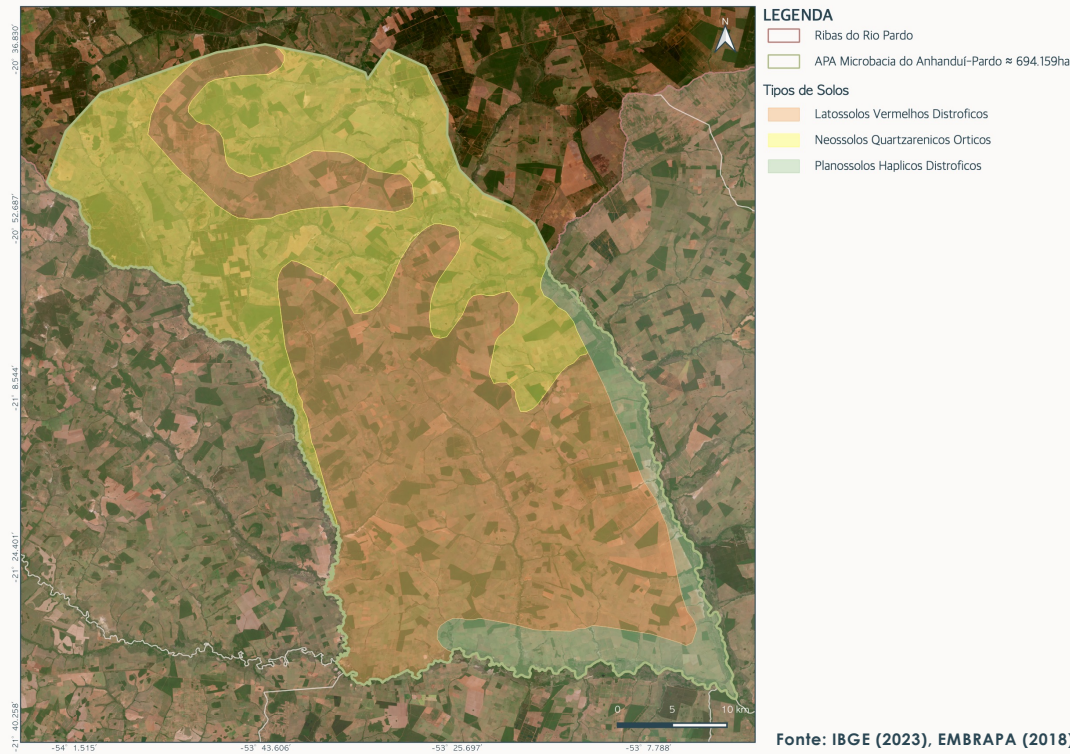 LEGENDA
Ribas do Rio Pardo
APA Microbacia do Anhanduí-Pardo ≈ 694.159ha
Tipos de Solos
Latossolos Vermelhos Distroficos
Neossolos Quartzarenicos Orticos
Planossolos Haplicos Distroficos
N
-20° 36.830'
-20° 52.687'
-21° 8.544'
-21° 24.401'
-21° 40.258'
0 5 10 km
-54° 1.515'
-53° 43.606'
-53° 25.697'
-53° 7.788'
Fonte: IBGE (2023), EMBRAPA (2018)